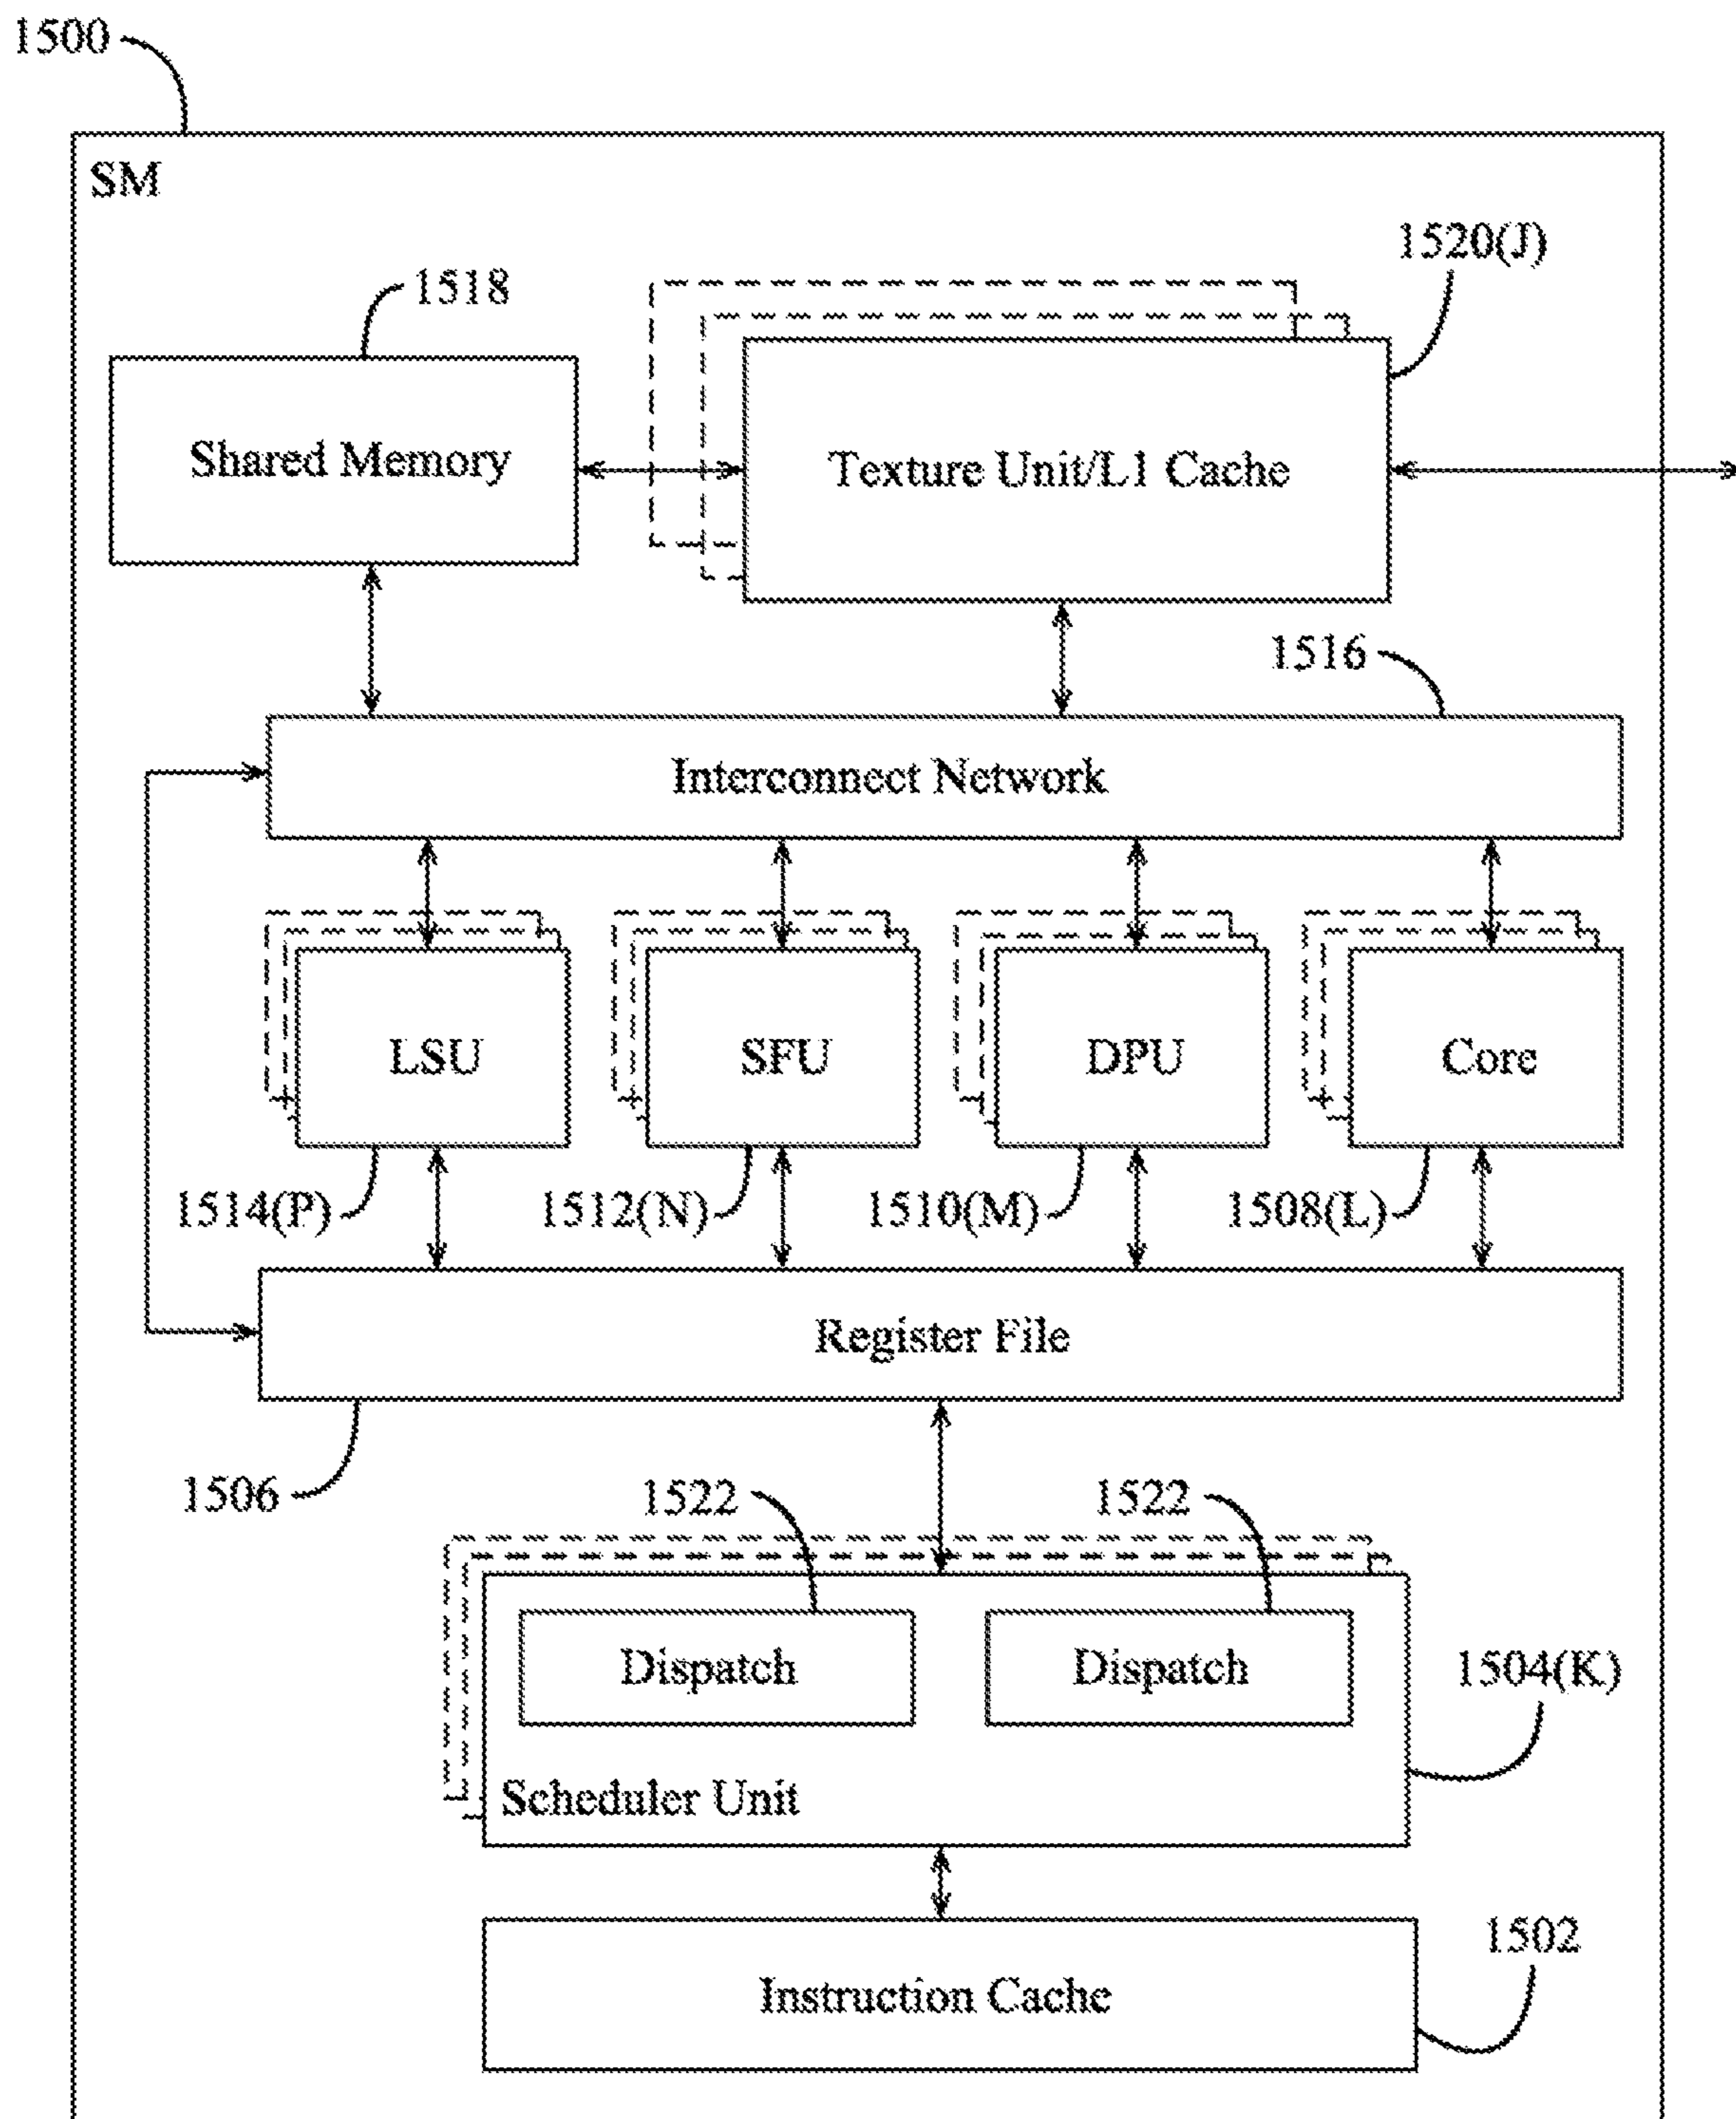 1500
SM
1520(J)
1518
Shared Memory
Texture Unit/L1 Cache
1516
Interconnect Network
LSU
SFU
DPU
Core
1514(P)
1512(N)
1510(M)
1508(L)
Register File
1506
1522
1522
Dispatch
Dispatch
1504(K)
Scheduler Unit
1502
Instruction Cache